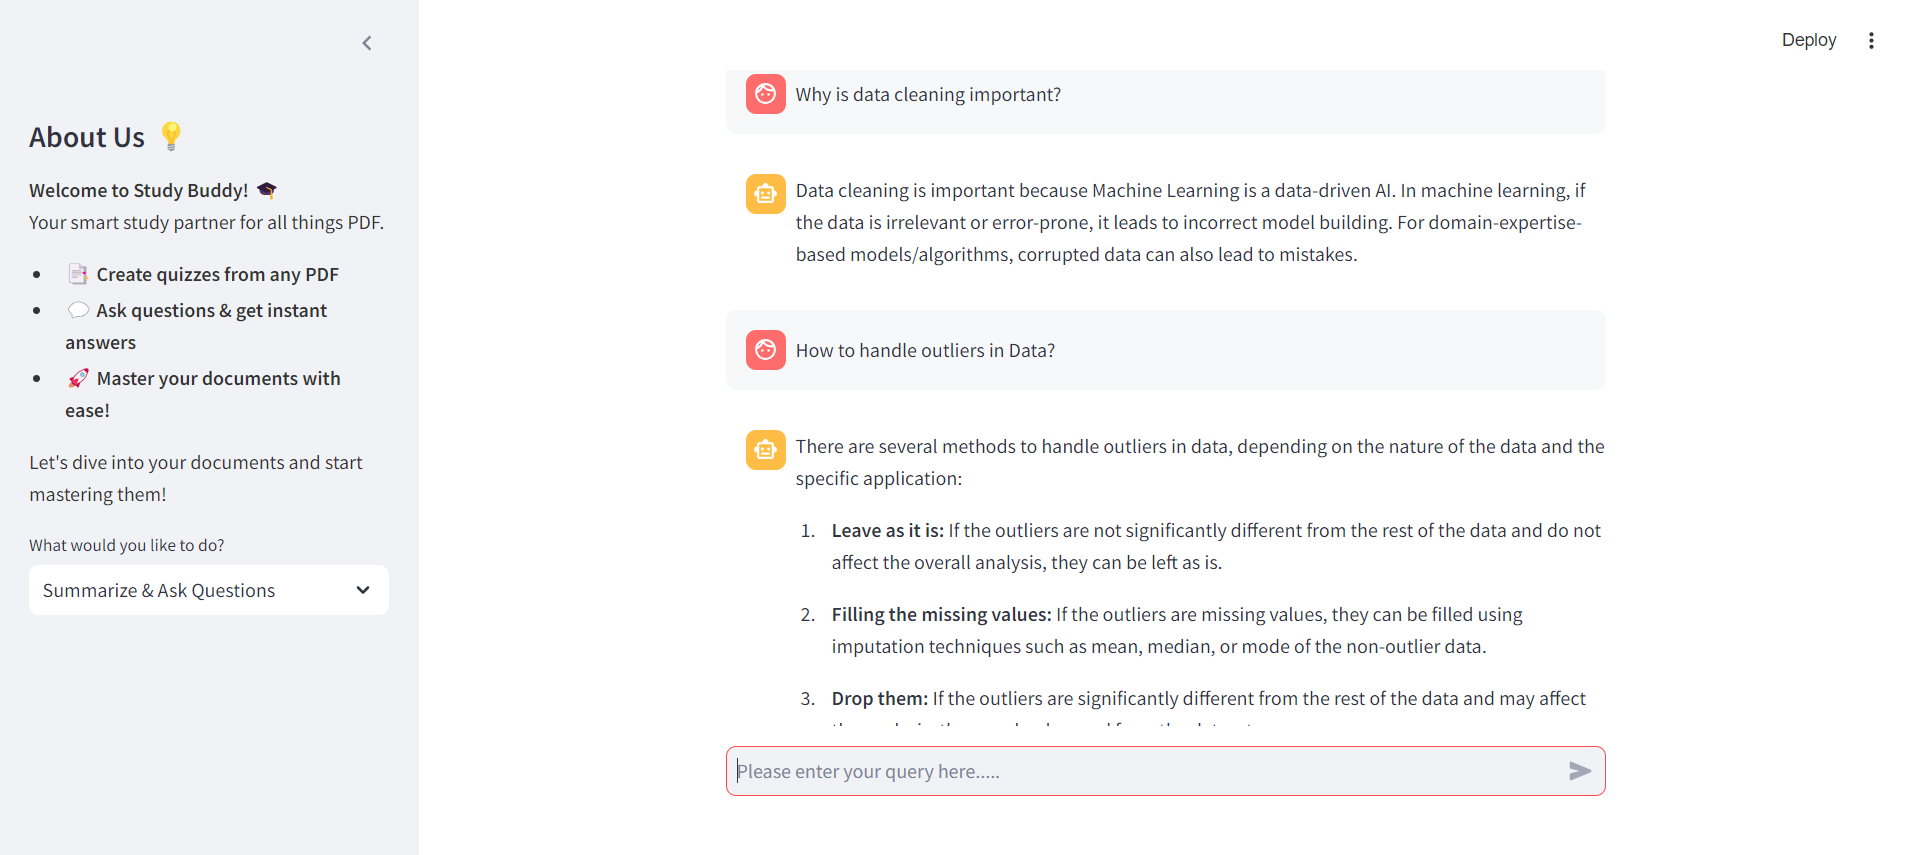 Deploy
About Us 💡
Welcome to Study Buddy! 🎓
Your smart study partner for all things PDF.
• 📑 Create quizzes from any PDF
• 💬 Ask questions & get instant
answers
• 🚀 Master your documents with
ease!
Let's dive into your documents and start
mastering them!
What would you like to do?
Summarize & Ask Questions
Why is data cleaning important?
Data cleaning is important because Machine Learning is a data-driven AI. In machine learning, if
the data is irrelevant or error-prone, it leads to incorrect model building. For domain-expertise-
based models/algorithms, corrupted data can also lead to mistakes.
How to handle outliers in Data?
There are several methods to handle outliers in data, depending on the nature of the data and the
specific application:
1. Leave as it is: If the outliers are not significantly different from the rest of the data and do not
affect the overall analysis, they can be left as is.
2. Filling the missing values: If the outliers are missing values, they can be filled using
imputation techniques such as mean, median, or mode of the non-outlier data.
3. Drop them: If the outliers are significantly different from the rest of the data and may affect
Please enter your query here.....